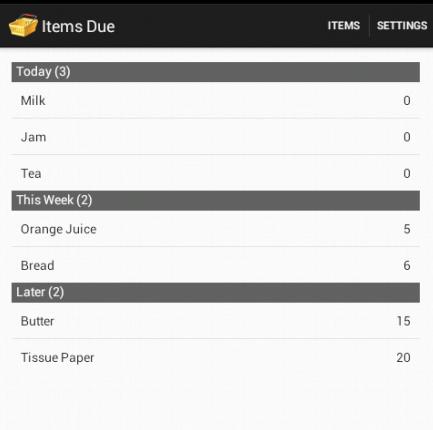 Items Due ITEMS SETTINGS
Today (3)
Milk 0
Jam 0
Tea 0
This Week (2)
Orange Juice 5
Bread 6
Later (2)
Butter 15
Tissue Paper 20